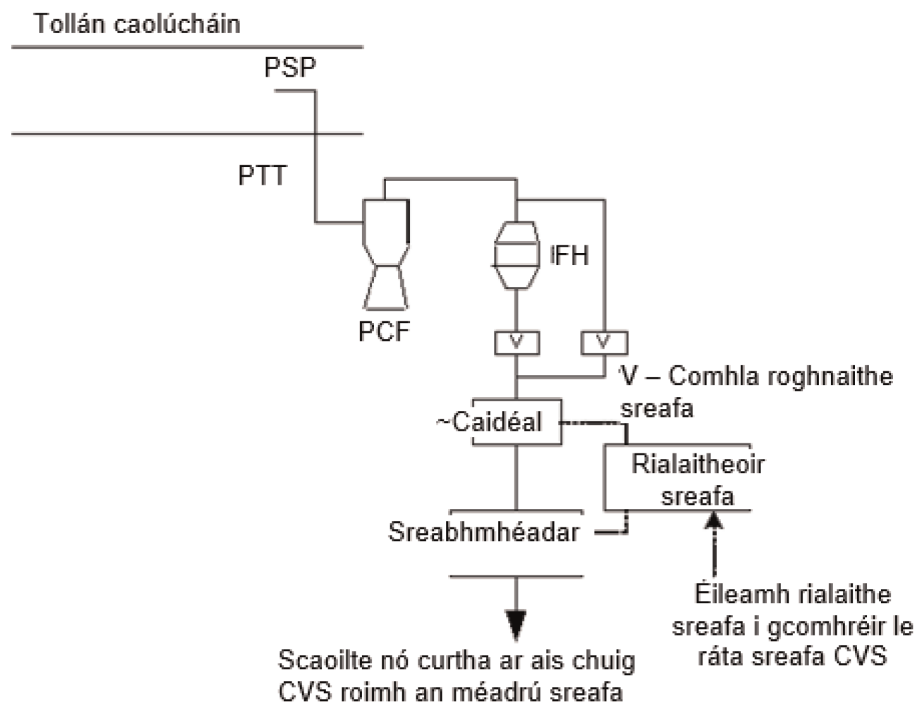 Tollán caolúcháin
PSP
PTT
IFH
PCF
V
V
V – Comhla roghnaithe
sreafa
~Caidéal
Rialaitheoir
sreafa
Sreabhmhéadar
Éileamh rialaithe
sreafa i gcomhréir le
ráta sreafa CVS
Scaoilte nó curtha ar ais chuig
CVS roimh an méadrú sreafa